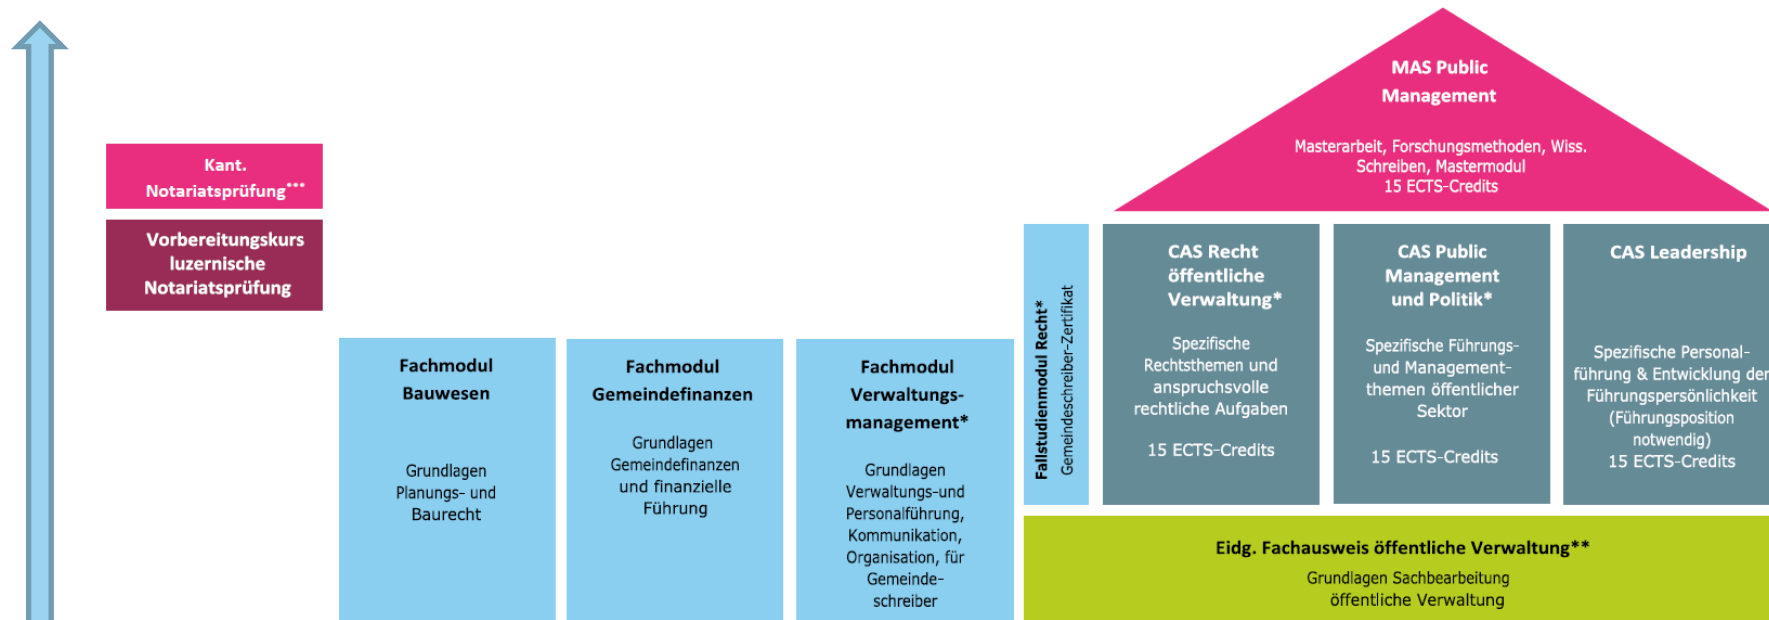 MAS Public
Management
Masterarbeit, Forschungsmethoden, Wiss.
Schreiben, Mastermodul
15 ECTS-Credits
Kant.
Notariatsprüfung***
Vorbereitungskurs
luzernische
Notariatsprüfung
Fachmodul
Bauwesen
Grundlagen
Planungs- und
Baurecht
Fachmodul
Gemeindefinanzen
Grundlagen
Gemeindefinanzen
und finanzielle
Führung
Fachmodul
Verwaltungs-
management*
Grundlagen
Verwaltungs-und
Personalführung,
Kommunikation,
Organisation, für
Gemeinde-
schreiber
Fallstudienmodul Recht*
Gemeindeschreiber-Zertifikat
CAS Recht
öffentliche
Verwaltung*
Spezifische
Rechtsthemen und
anspruchsvolle
rechtliche Aufgaben
15 ECTS-Credits
CAS Public
Management
und Politik*
Spezifische Führungs-
und Management-
themen öffentlicher
Sektor
15 ECTS-Credits
CAS Leadership
Spezifische Personal-
führung & Entwicklung der
Führungspersönlichkeit
(Führungsposition
notwendig)
15 ECTS-Credits
Eidg. Fachausweis öffentliche Verwaltung**
Grundlagen Sachbearbeitung
öffentliche Verwaltung